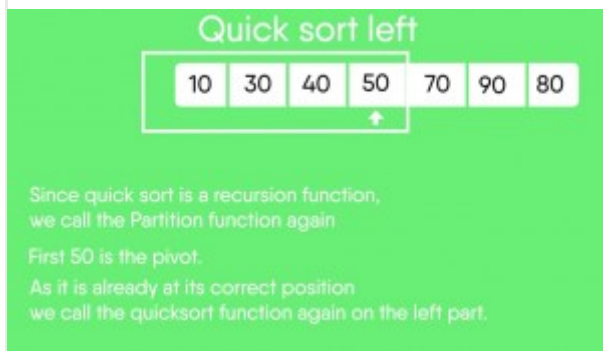 Quick sort left
10 30 40 50 70 90 80
Since quick sort is a recursion function,
we call the Partition function again
First 50 is the pivot.
As it is already at its correct position
we call the quicksort function again on the left part.